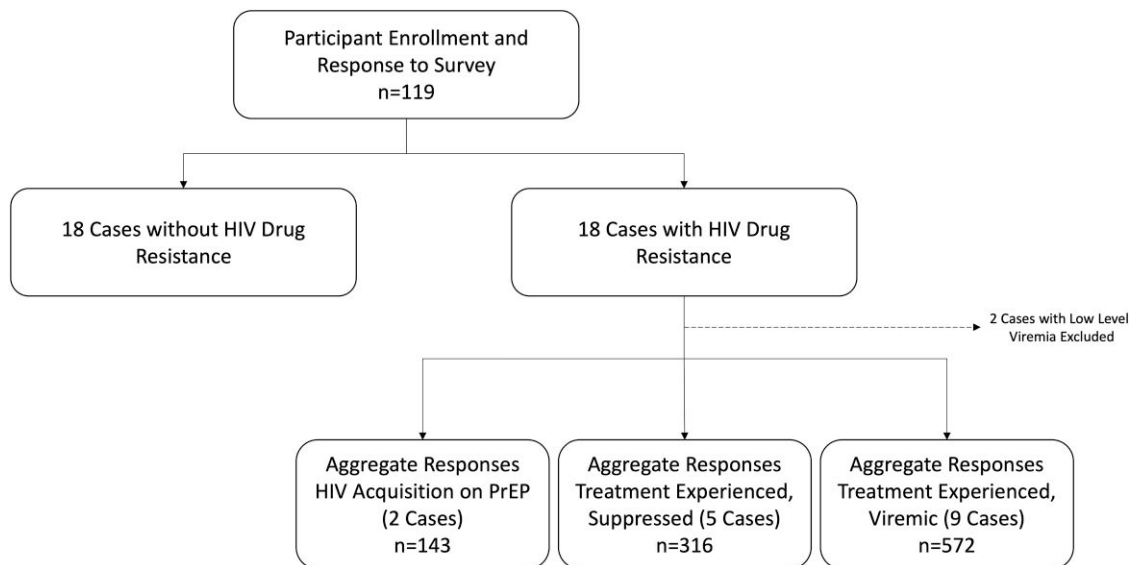 Participant Enrollment and
Response to Survey
n=119
18 Cases without HIV Drug
Resistance
18 Cases with HIV Drug
Resistance
2 Cases with Low Level
Viremia Excluded
Aggregate Responses
HIV Acquisition on PrEP
(2 Cases)
n=143
Aggregate Responses
Treatment Experienced,
Suppressed (5 Cases)
n=316
Aggregate Responses
Treatment Experienced,
Viremic (9 Cases)
n=572